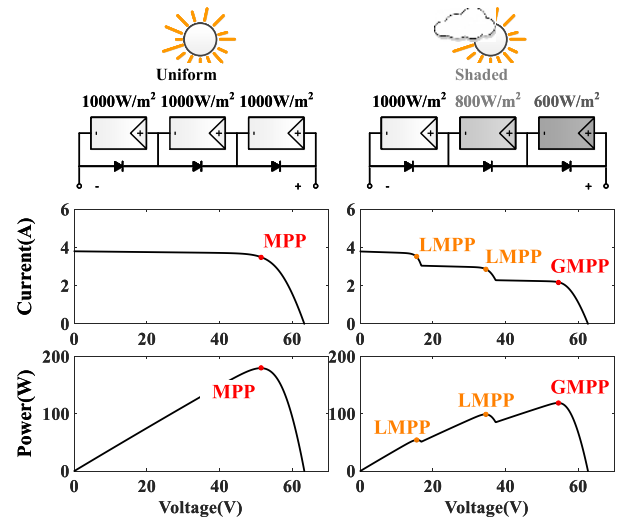 Uniform
Shaded
1000W/m² 1000W/m² 1000W/m²
1000W/m² 800W/m² 600W/m²
- + - + - +
- + - + - +
- +
- +
Current(A)
6
4
2
0
0 20 40 60
MPP
6
4
2
0
0 20 40 60
LMPP
LMPP
GMPP
Power(W)
200
100
0
0 20 40 60
Voltage(V)
MPP
200
100
0
0 20 40 60
Voltage(V)
LMPP
LMPP
GMPP